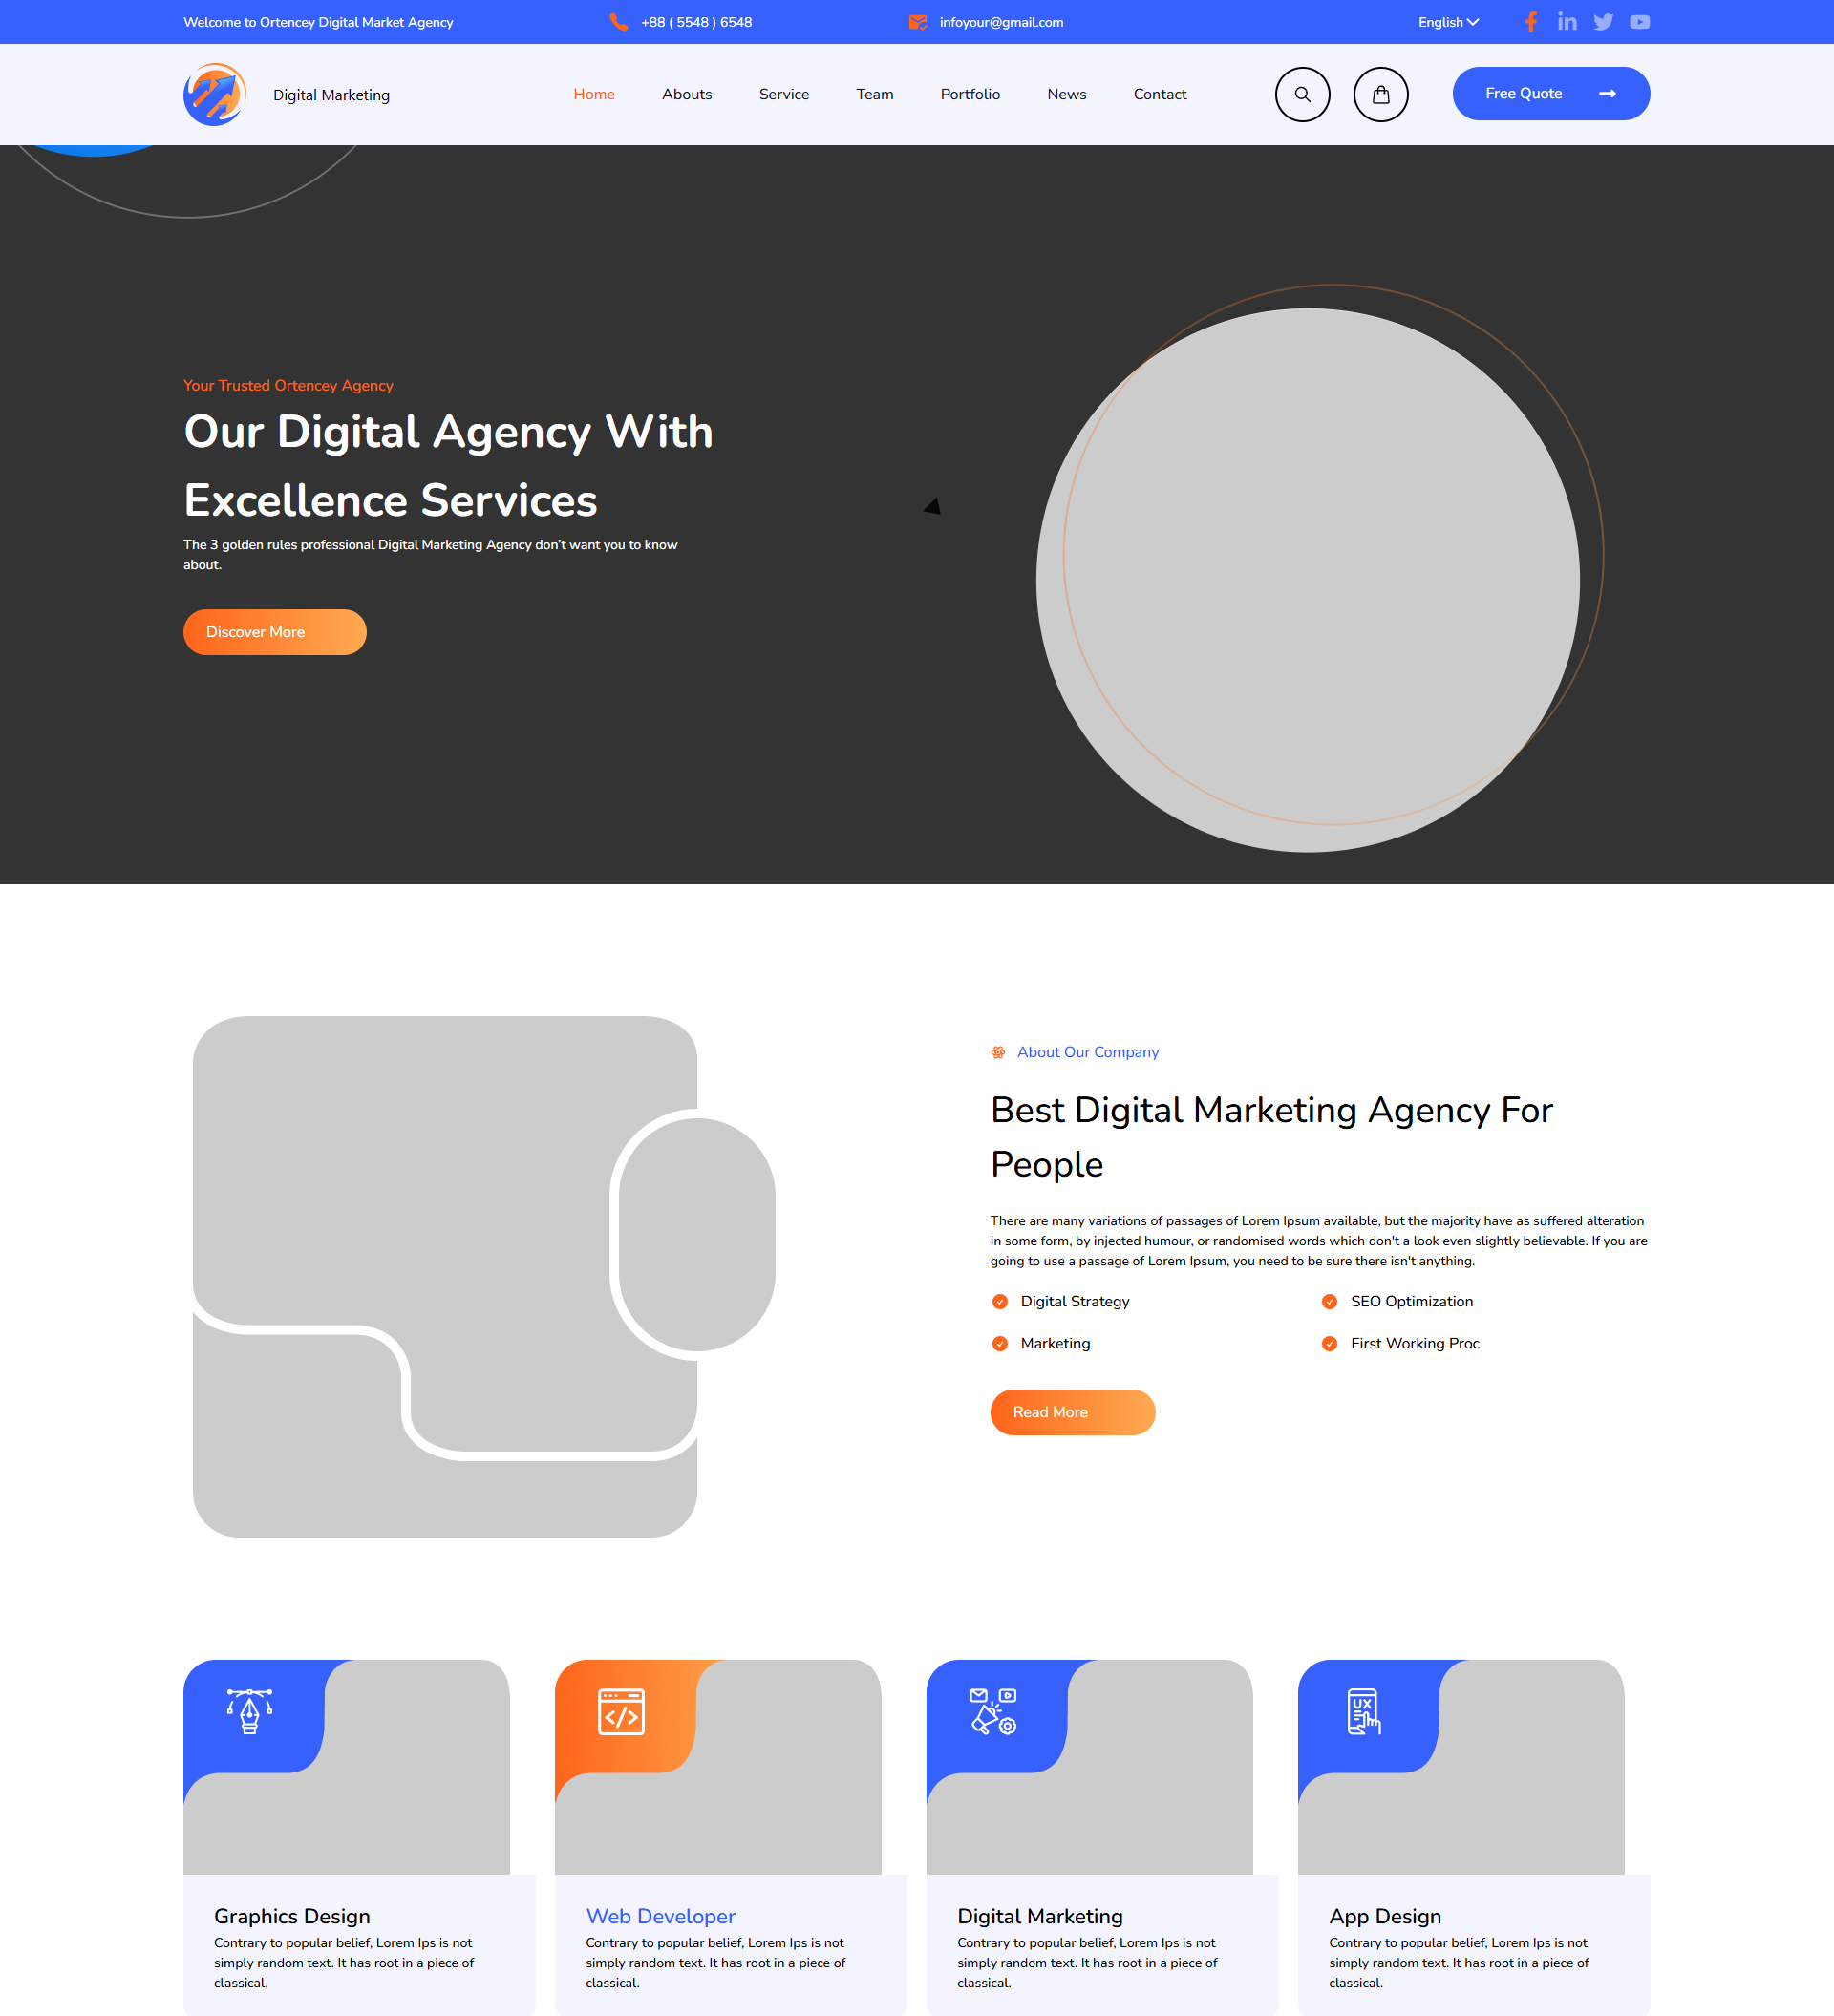 Welcome to Ortencey Digital Market Agency
+88 ( 5548 ) 6548
infoyour@gmail.com
English
Digital Marketing
Home
Abouts
Service
Team
Portfolio
News
Contact
Free Quote
Your Trusted Ortencey Agency
Our Digital Agency With
Excellence Services
The 3 golden rules professional Digital Marketing Agency don't want you to know
about.
Discover More
About Our Company
Best Digital Marketing Agency For
People
There are many variations of passages of Lorem Ipsum available, but the majority have as suffered alteration
in some form, by injected humour, or randomised words which don't a look even slightly believable. If you are
going to use a passage of Lorem Ipsum, you need to be sure there isn't anything.
Digital Strategy
SEO Optimization
Marketing
First Working Proc
Read More
UX
Graphics Design
Contrary to popular belief, Lorem Ips is not
simply random text. It has root in a piece of
classical.
Web Developer
Contrary to popular belief, Lorem Ips is not
simply random text. It has root in a piece of
classical.
Digital Marketing
Contrary to popular belief, Lorem Ips is not
simply random text. It has root in a piece of
classical.
App Design
Contrary to popular belief, Lorem Ips is not
simply random text. It has root in a piece of
classical.